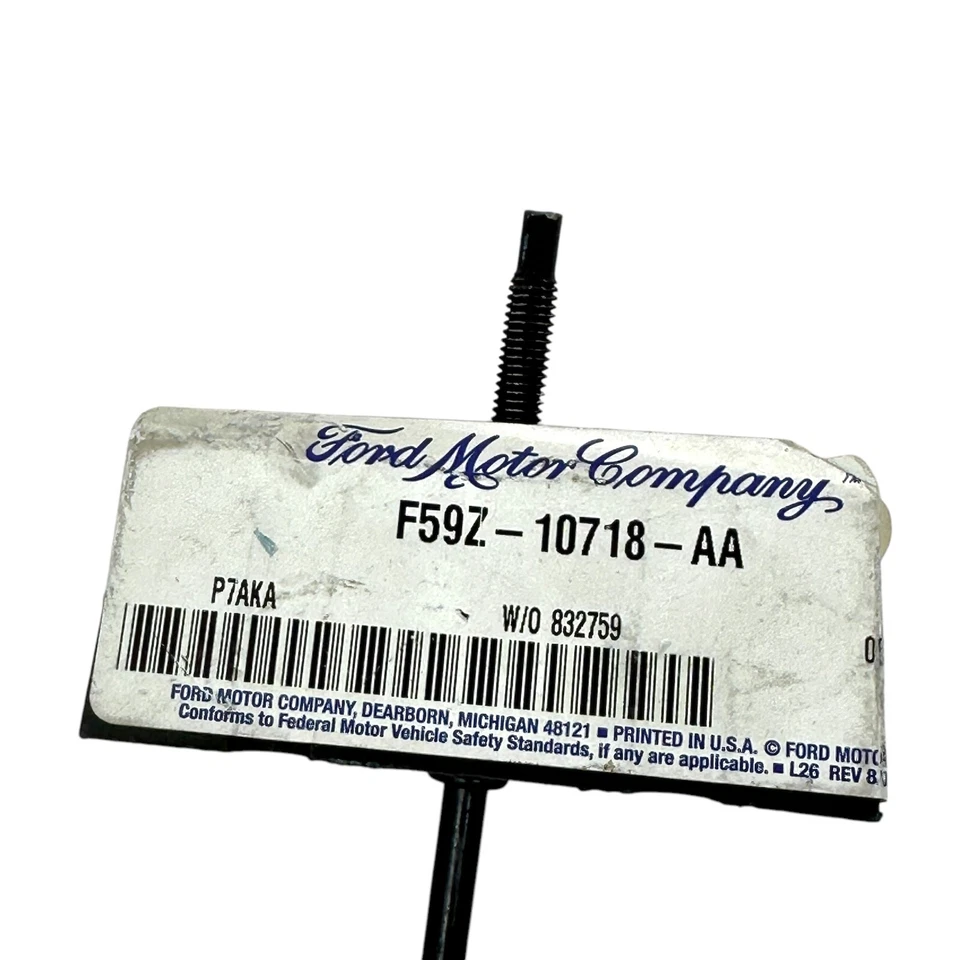 Ford Motor Company™
F59Z-10718-AA
P7AKA
W/O 832759
FORD MOTOR COMPANY, DEARBORN, MICHIGAN 48121 ■ PRINTED IN U.S.A. © FORD
Conforms to Federal Motor Vehicle Safety Standards, if any are applicable. ■ L26 REV